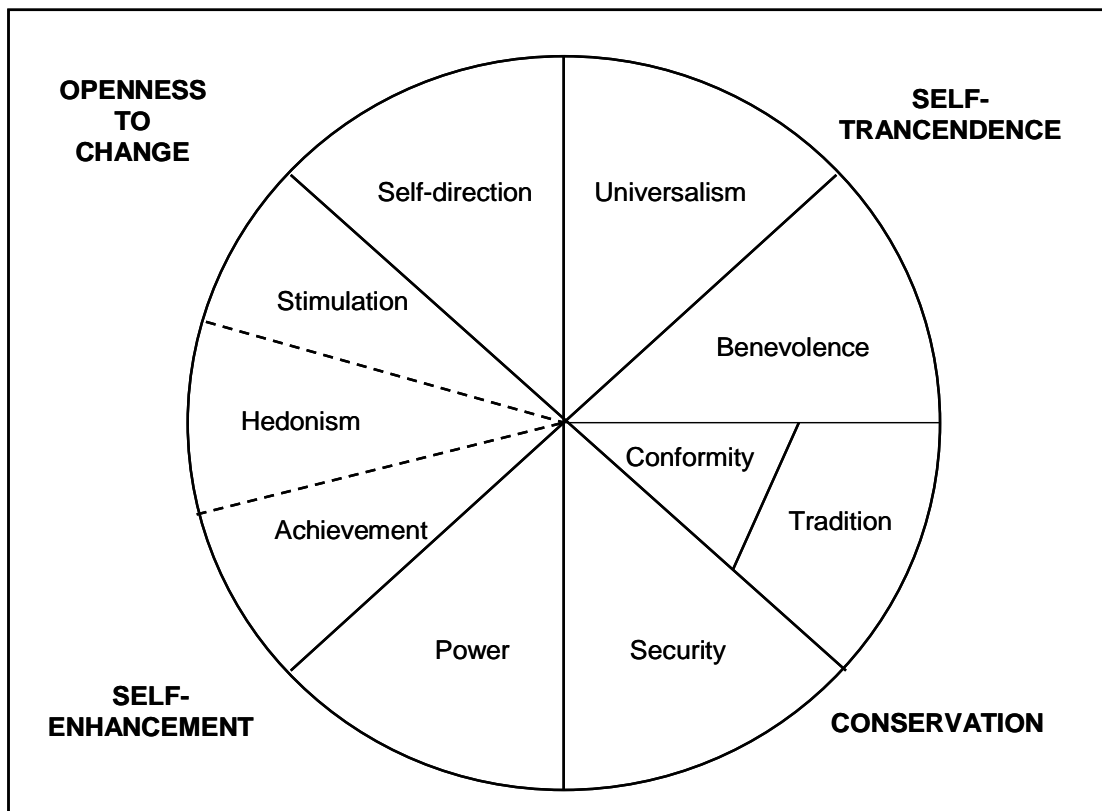 OPENNESS
TO
CHANGE
SELF-
TRANCENDENCE
Self-direction
Universalism
Stimulation
Benevolence
Hedonism
Conformity
Tradition
Achievement
Power
Security
SELF-
ENHANCEMENT
CONSERVATION